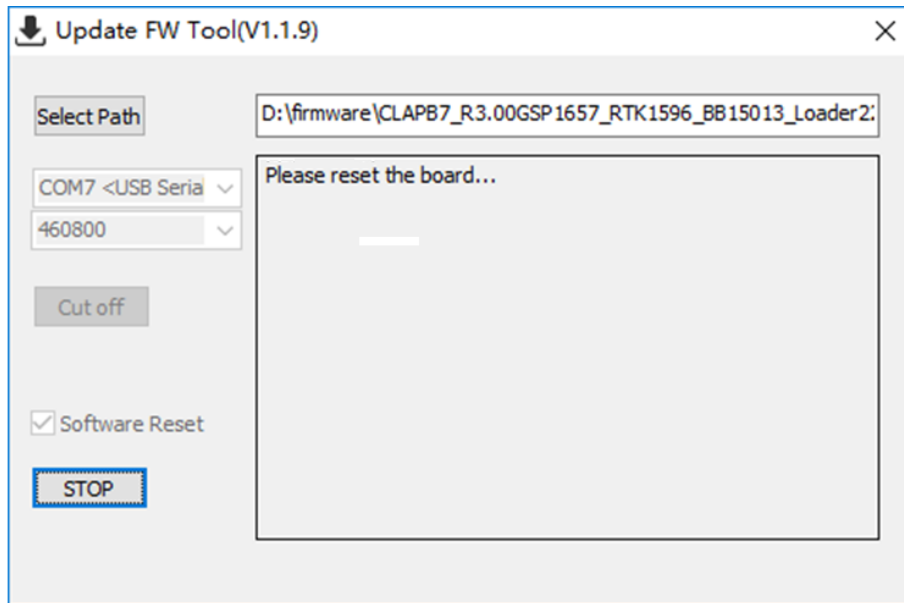 Update FW Tool(V1.1.9)
Select Path
D:\firmware\CLAPB7_R3.00GSP1657_RTK1596_BB15013_Loader2
COM7 <USB Seria
460800
Please reset the board...
Cut off
Software Reset
STOP